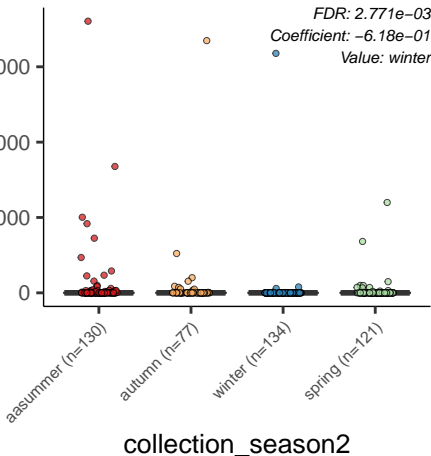 FDR: 2.771e−03
Coefficient: −6.18e−01
Value: winter
000
000
000
0
aasummer (n=130)
autumn (n=77)
winter (n=134)
spring (n=121)
collection_season2